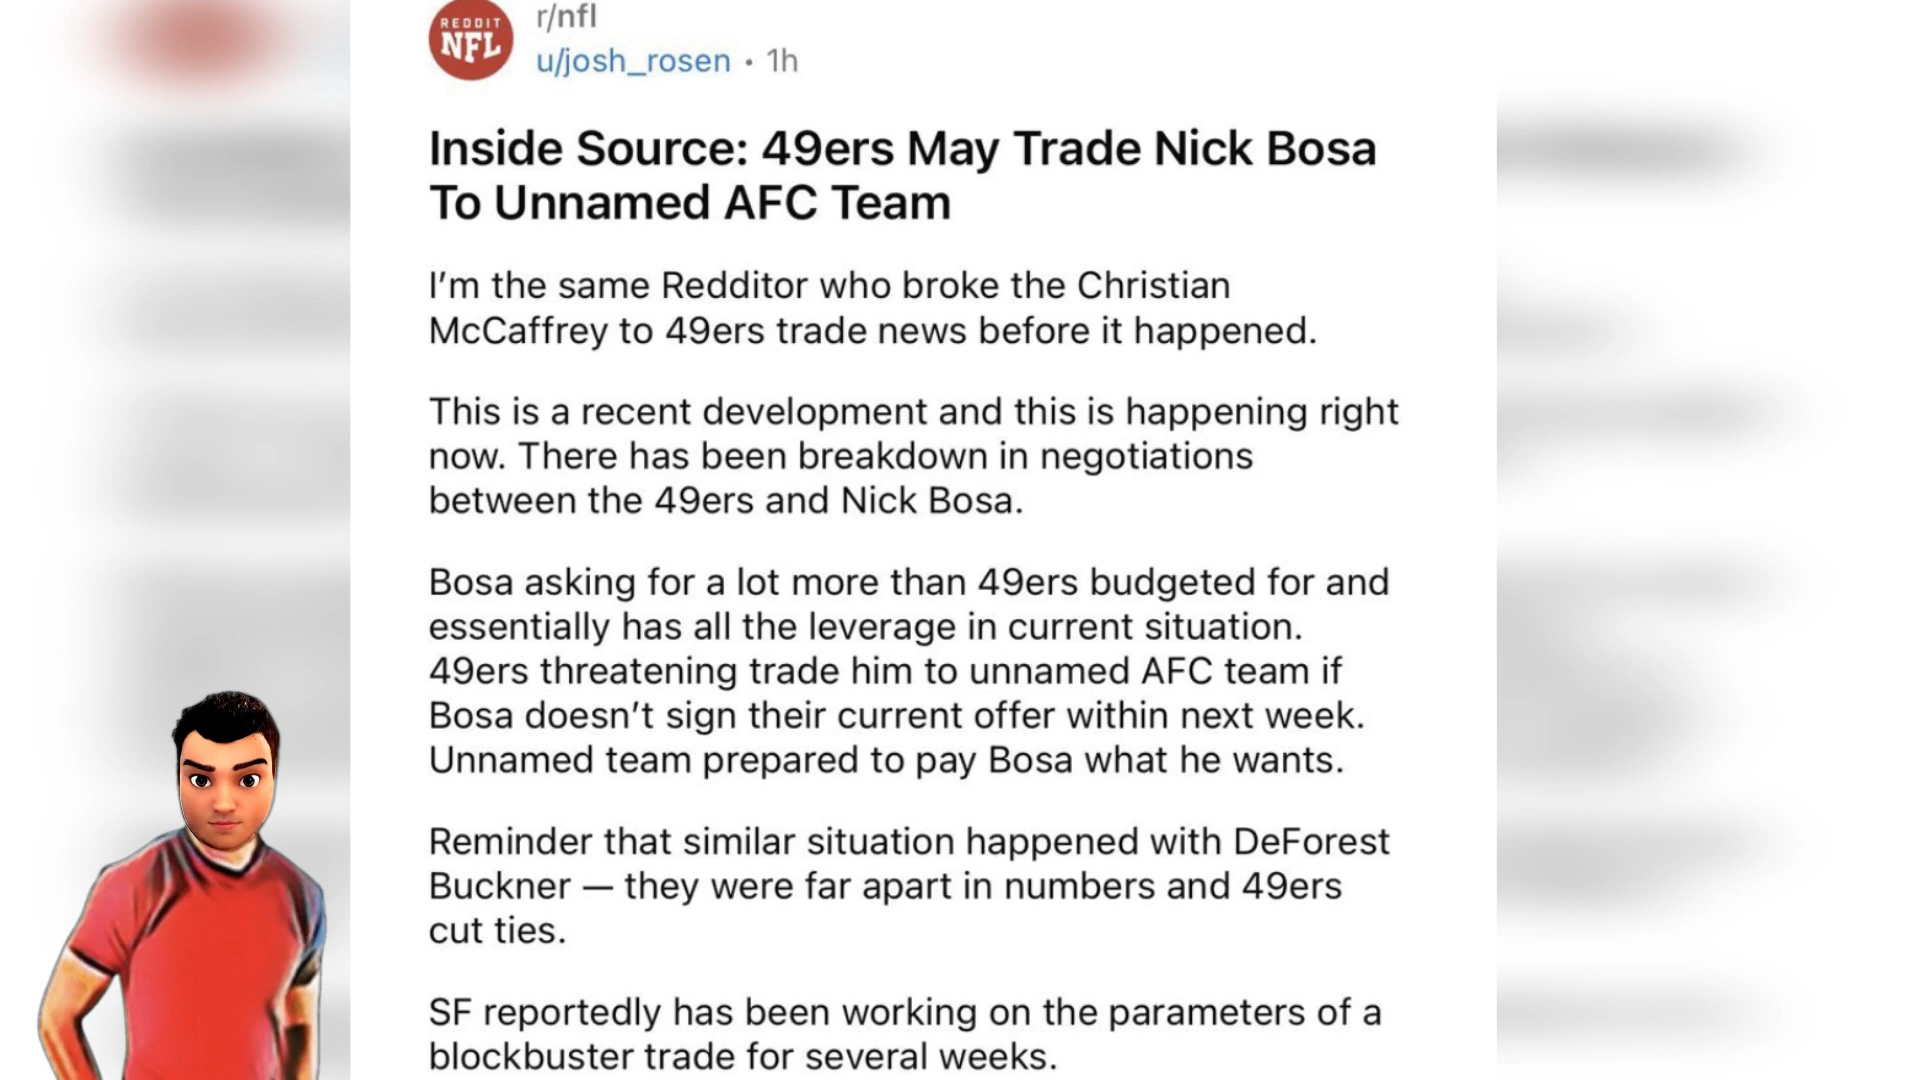 REDDIT
NFL
r/nfl
u/josh_rosen • 1h
Inside Source: 49ers May Trade Nick Bosa
To Unnamed AFC Team
I’m the same Redditor who broke the Christian
McCaffrey to 49ers trade news before it happened.
This is a recent development and this is happening right
now. There has been breakdown in negotiations
between the 49ers and Nick Bosa.
Bosa asking for a lot more than 49ers budgeted for and
essentially has all the leverage in current situation.
49ers threatening trade him to unnamed AFC team if
Bosa doesn’t sign their current offer within next week.
Unnamed team prepared to pay Bosa what he wants.
Reminder that similar situation happened with DeForest
Buckner — they were far apart in numbers and 49ers
cut ties.
SF reportedly has been working on the parameters of a
blockbuster trade for several weeks.